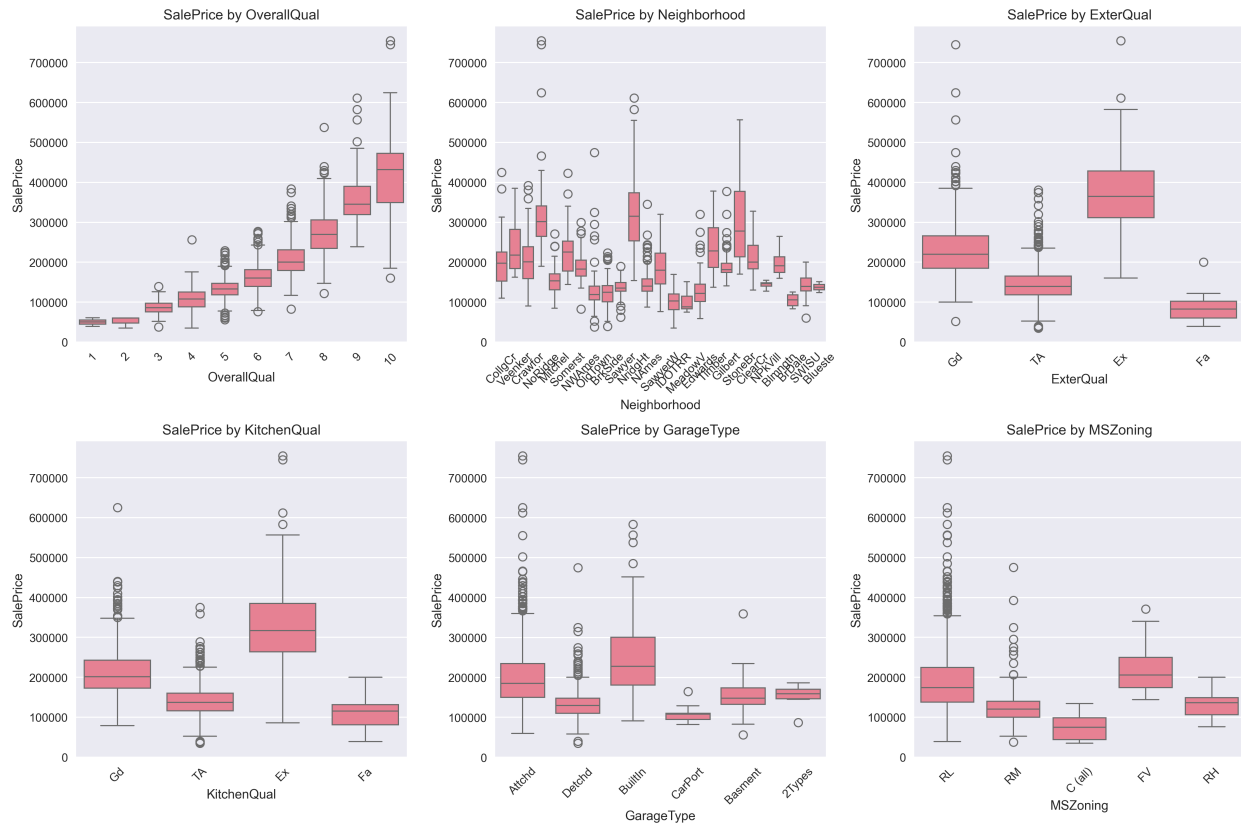 SalePrice by OverallQual
700000
600000
500000
400000
300000
200000
100000
0
SalePrice
1
2
3
4
5
6
7
8
9
10
OverallQual
SalePrice by Neighborhood
700000
600000
500000
400000
300000
200000
100000
0
SalePrice
CollgCr
Veenker
Crawfor
NoRidge
Mitchel
Somerst
NWAmes
OldTown
BrkSide
Sawyer
NridgHt
NAmes
SawyerW
IDOTRR
MeadowV
Edwards
Timber
Gilbert
StoneBr
ClearCr
NPkVill
Blmngtn
BrDale
SWISU
Blueste
Neighborhood
SalePrice by ExterQual
700000
600000
500000
400000
300000
200000
100000
0
SalePrice
Gd
TA
Ex
Fa
ExterQual
SalePrice by KitchenQual
700000
600000
500000
400000
300000
200000
100000
0
SalePrice
Gd
TA
Ex
Fa
KitchenQual
SalePrice by GarageType
700000
600000
500000
400000
300000
200000
100000
0
SalePrice
Attchd
Detchd
BuiltIn
CarPort
Basment
2Types
GarageType
SalePrice by MSZoning
700000
600000
500000
400000
300000
200000
100000
0
SalePrice
RL
RM
C (all)
FV
RH
MSZoning